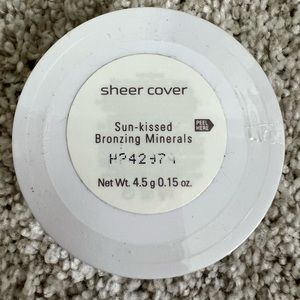 sheer cover
Sun-kissed
Bronzing Minerals
PEEL
HERE
Net Wt. 4.5 g 0.15 oz.